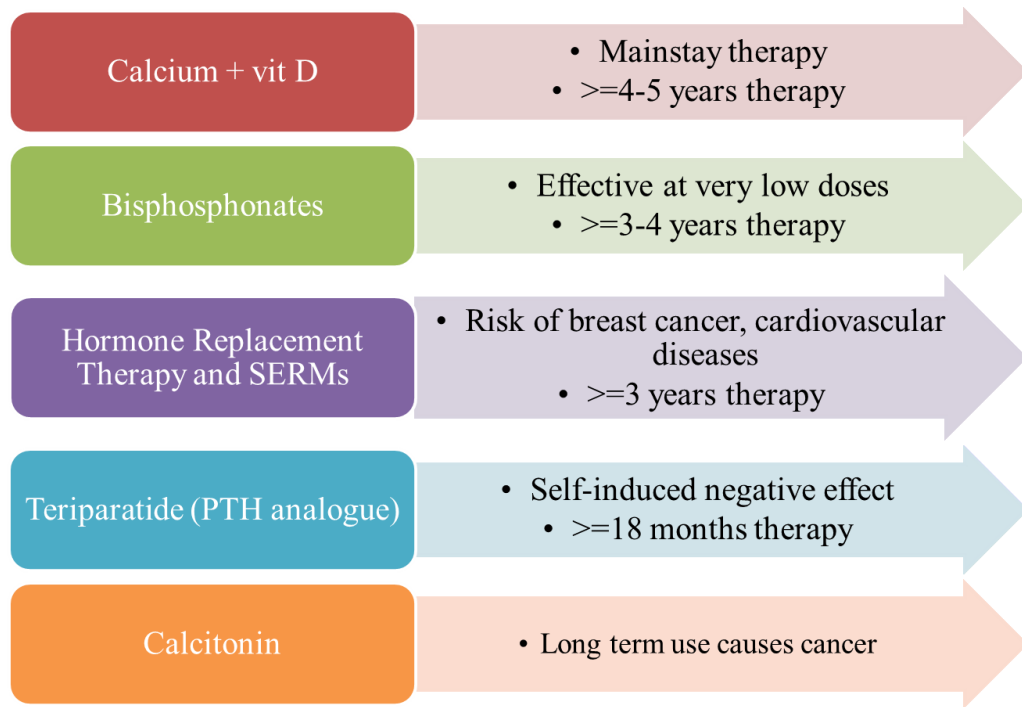 Calcium + vit D
• Mainstay therapy
• >=4-5 years therapy
Bisphosphonates
• Effective at very low doses
• >=3-4 years therapy
Hormone Replacement
Therapy and SERMs
• Risk of breast cancer, cardiovascular
diseases
• >=3 years therapy
Teriparatide (PTH analogue)
• Self-induced negative effect
• >=18 months therapy
Calcitonin
• Long term use causes cancer